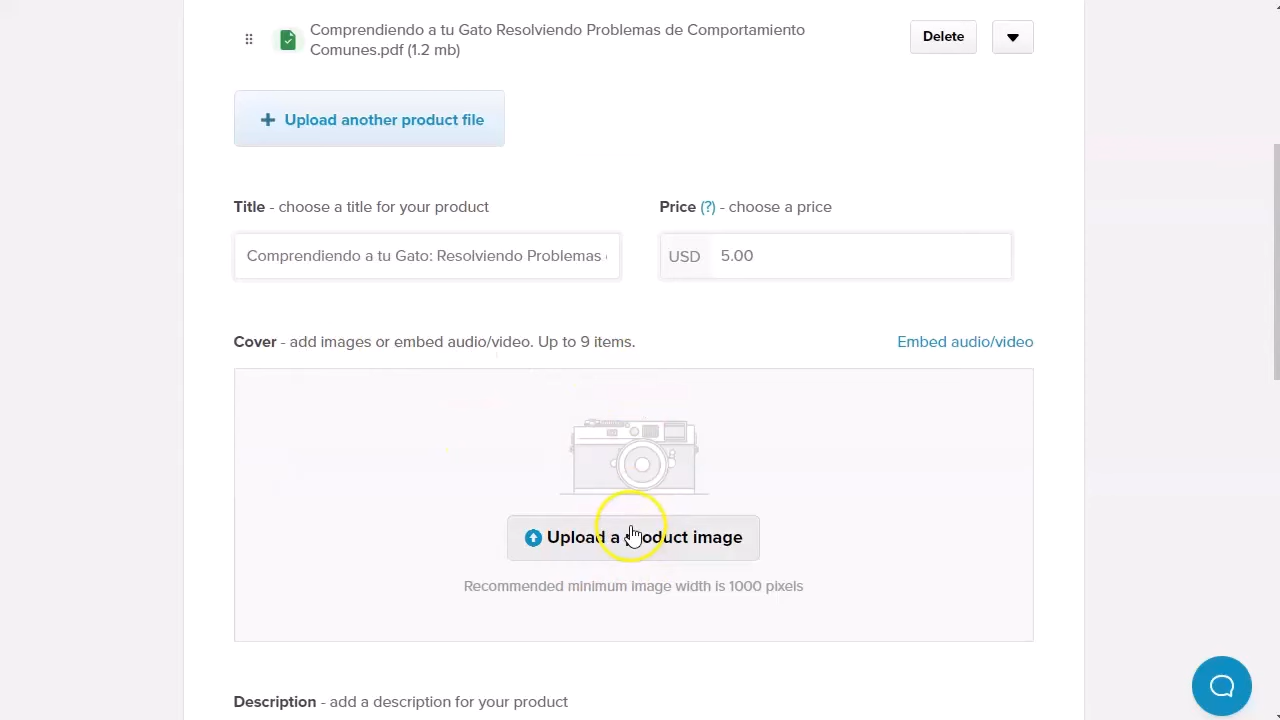 Comprendiendo a tu Gato Resolviendo Problemas de Comportamiento
Comunes.pdf (1.2 mb)
Delete
Upload another product file
Title - choose a title for your product
Price (?) - choose a price
Comprendiendo a tu Gato: Resolviendo Problemas
USD 5.00
Cover - add images or embed audio/video. Up to 9 items.
Embed audio/video
Upload a product image
Recommended minimum image width is 1000 pixels
Description - add a description for your product